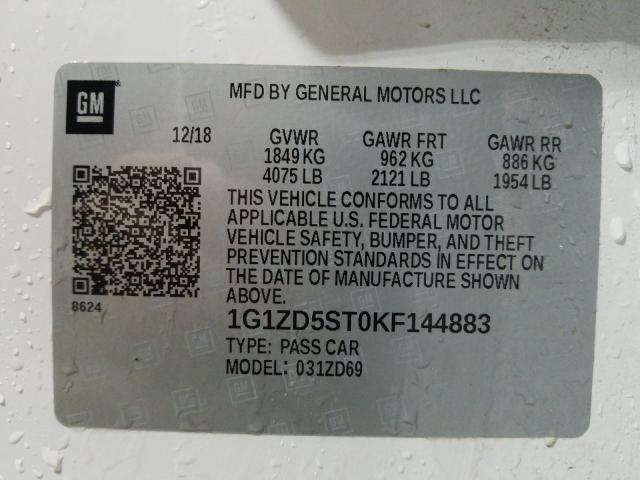 GM
MFD BY GENERAL MOTORS LLC
12/18 GVWR GAWR FRT GAWR RR
1849 KG 962 KG 886 KG
4075 LB 2121 LB 1954 LB
THIS VEHICLE CONFORMS TO ALL
APPLICABLE U.S. FEDERAL MOTOR
VEHICLE SAFETY, BUMPER, AND THEFT
PREVENTION STANDARDS IN EFFECT ON
THE DATE OF MANUFACTURE SHOWN
ABOVE.
8624
1G1ZD5ST0KF144883
TYPE: PASS CAR
MODEL: 031ZD69